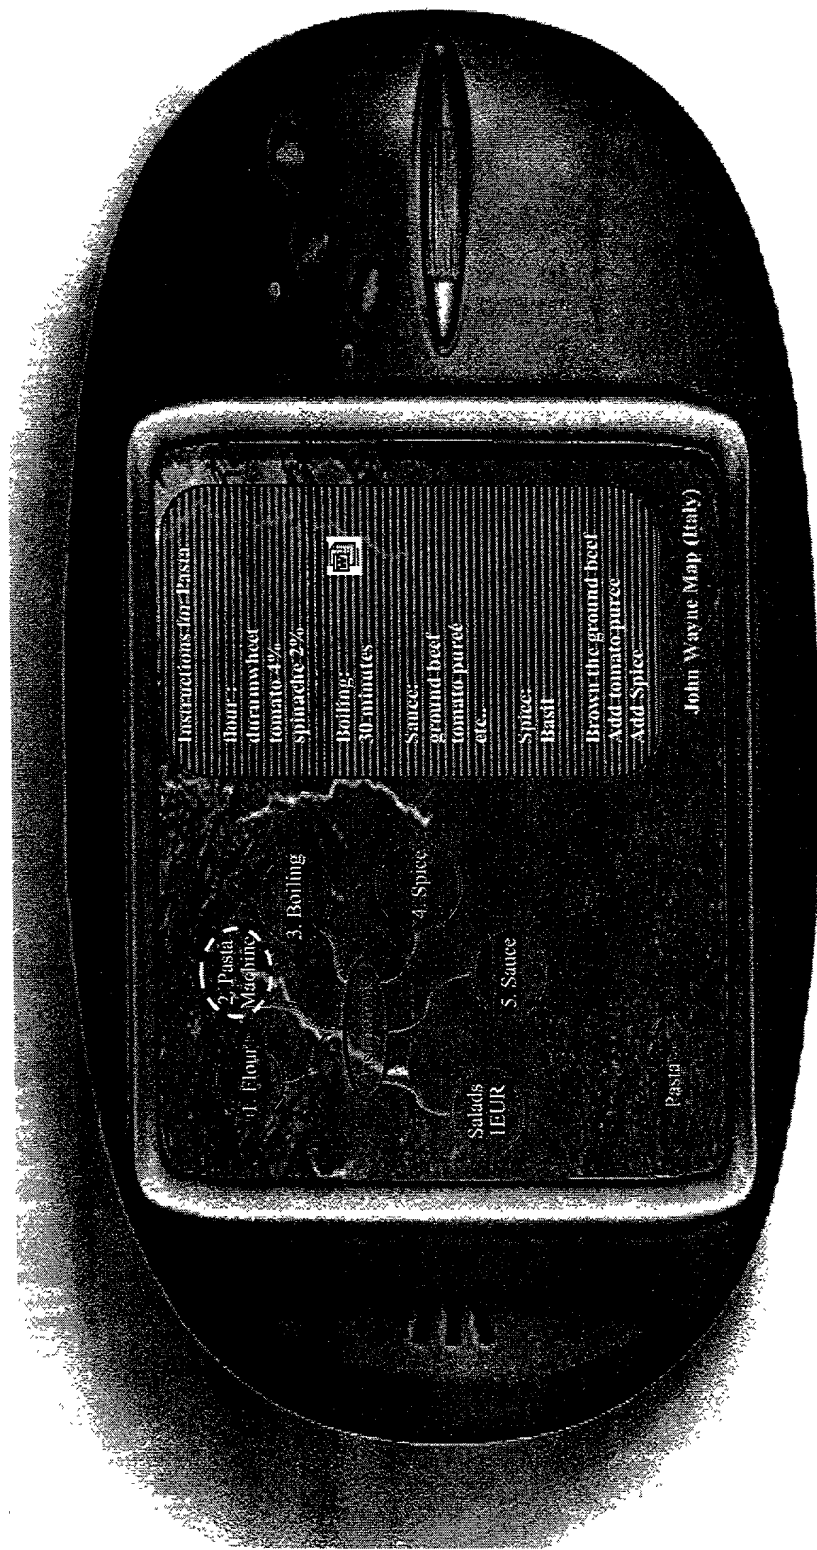 Instructions for Pasta
flour :
durumwheet
tomato 4%
spinache 2%
Boiling:
30 minutes
Sauce:
ground beef
tomato pureé
etc..
Spice:
Basil
Brown the ground beef
Add tomato puree
Add Spice
John Wayne Map (Italy)
1. Flour
2. Pasta
Machine
3. Boiling
4. Spice
5. Sauce
Salads
1EUR
Pasta